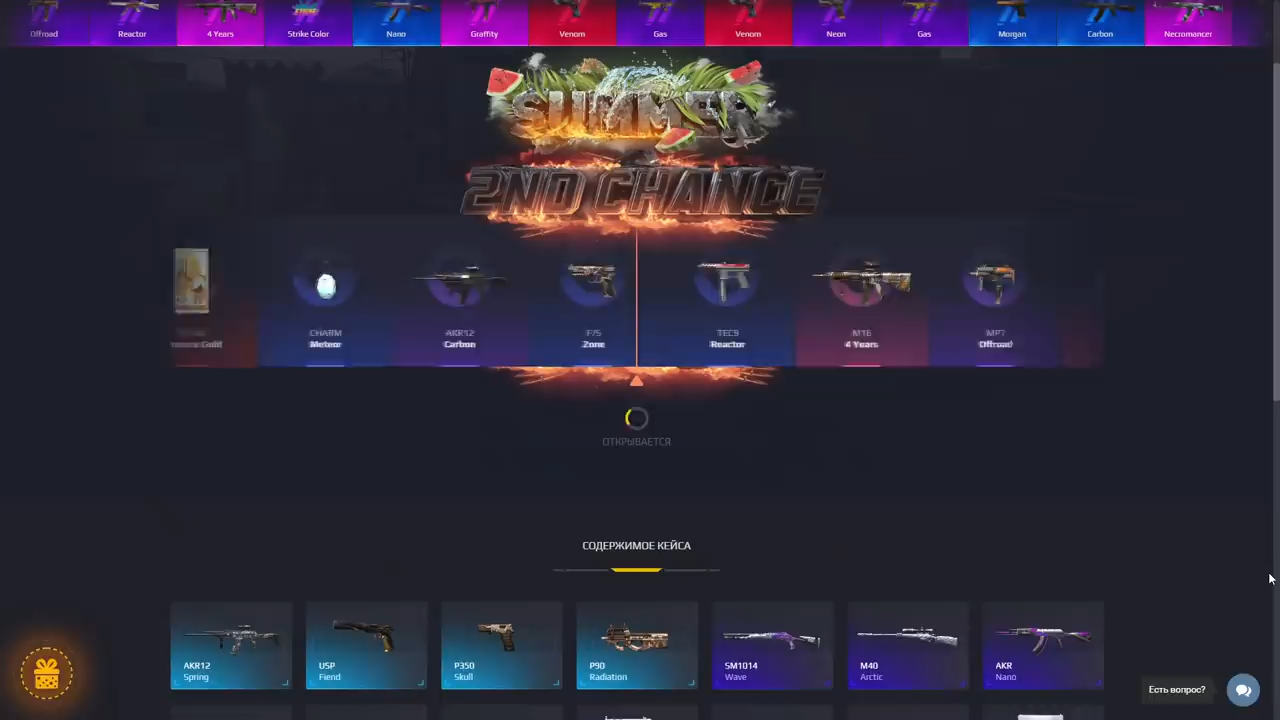 Offroad
Reactor
4 Years
Strike Color
Nano
Graffity
Venom
Gas
Venom
Neon
Gas
Morgan
Carbon
Necromancer
SUMMER
2ND CHANCE
CHARM
Meteor
AKR12
Carbon
F/S
Zone
TEC9
Reactor
M16
4 Years
MP7
Offroad
ОТКРЫВАЕТСЯ
СОДЕРЖИМОЕ КЕЙСА
AKR12
Spring
USP
Fiend
P350
Skull
P90
Radiation
SM1014
Wave
M40
Arctic
AKR
Nano
Есть вопрос?